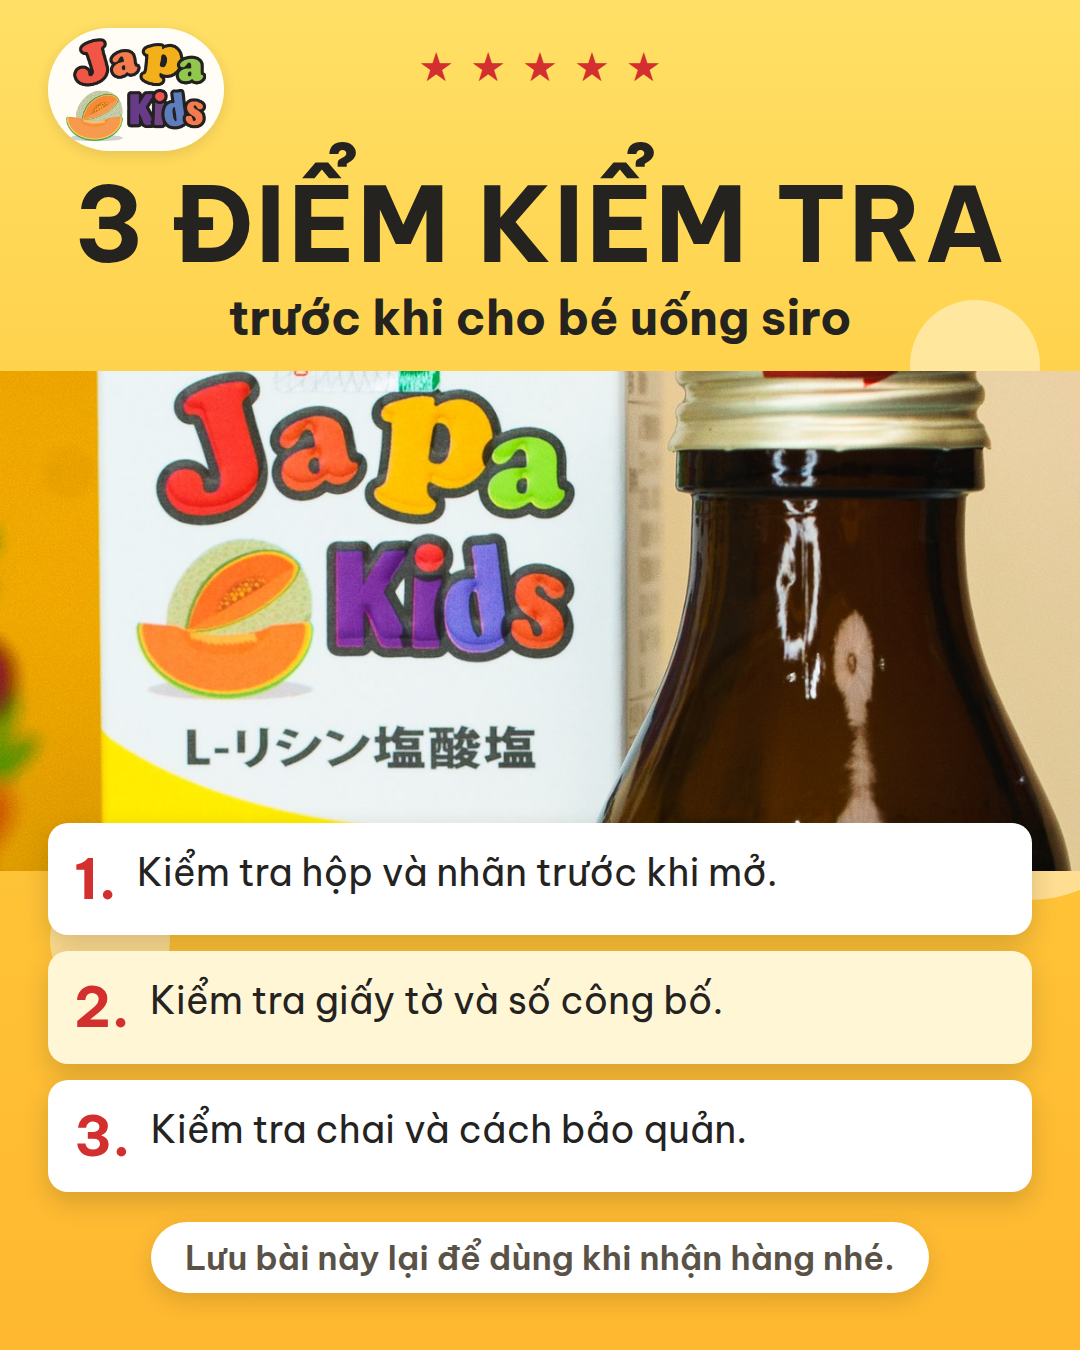 Japa
Kids
★ ★ ★ ★ ★
3 ĐIỂM KIỂM TRA
trước khi cho bé uống siro
Japa
Kids
L-リシン塩酸塩
1. Kiểm tra hộp và nhãn trước khi mở.
2. Kiểm tra giấy tờ và số công bố.
3. Kiểm tra chai và cách bảo quản.
Lưu bài này lại để dùng khi nhận hàng nhé.